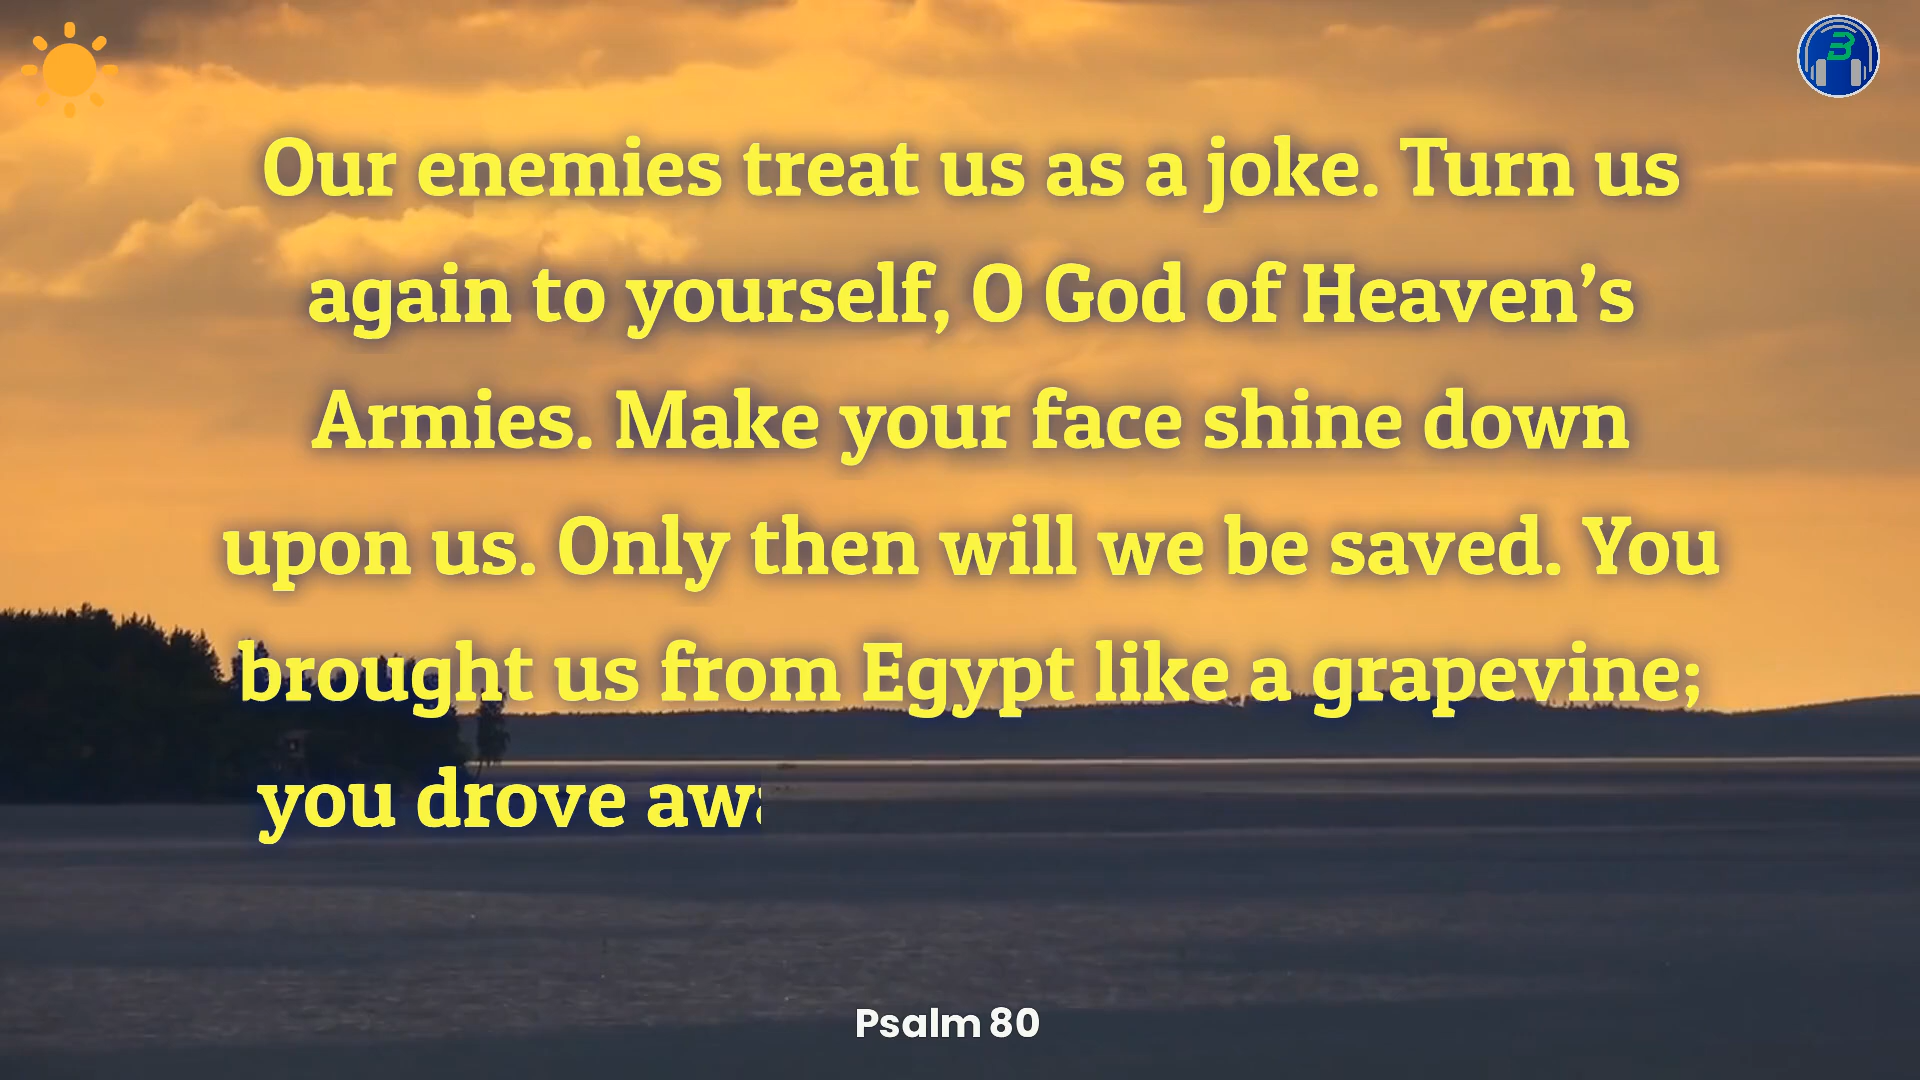 Our enemies treat us as a joke. Turn us
again to yourself, O God of Heaven’s
Armies. Make your face shine down
upon us. Only then will we be saved. You
brought us from Egypt like a grapevine;
you drove
Psalm 80